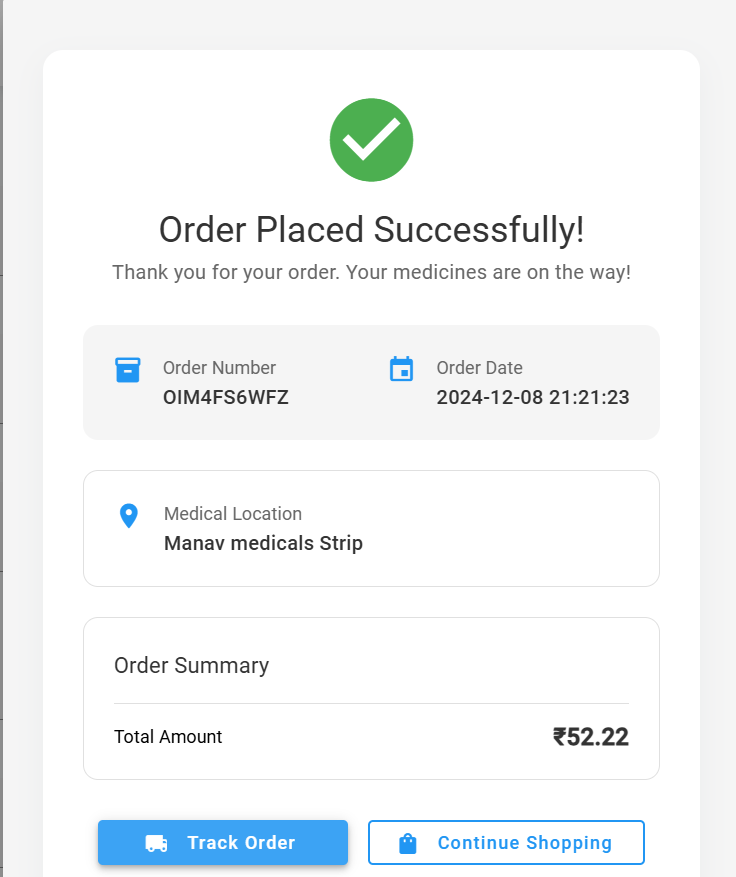 Order Placed Successfully!
Thank you for your order. Your medicines are on the way!
Order Number
OIM4FS6WFZ
Order Date
2024-12-08 21:21:23
Medical Location
Manav medicals Strip
Order Summary
Total Amount
₹52.22
Track Order
Continue Shopping